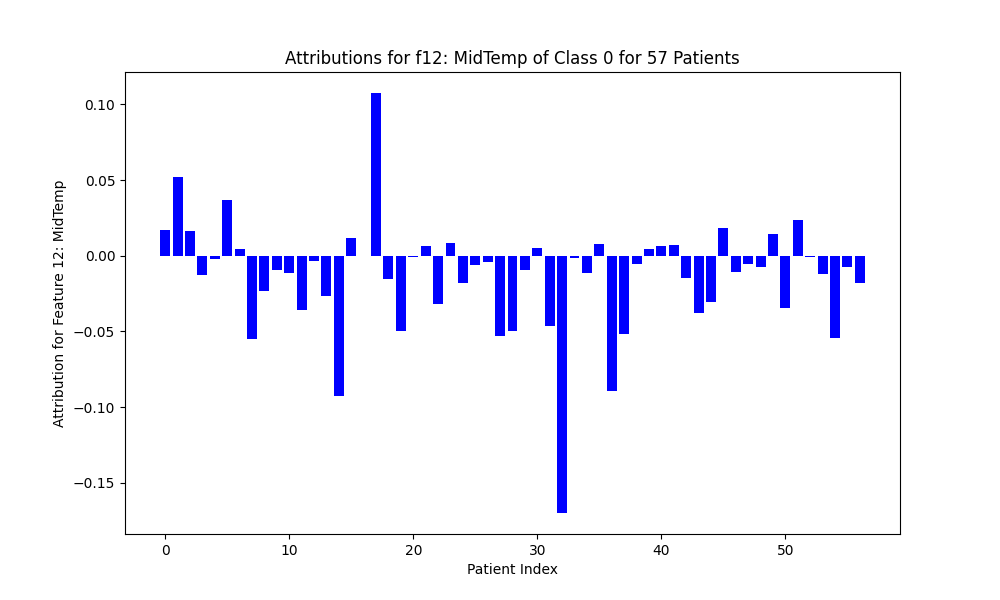 Attributions for f12: MidTemp of Class 0 for 57 Patients
Attribution for Feature 12: MidTemp
0.10
0.05
0.00
−0.05
−0.10
−0.15
0 10 20 30 40 50
Patient Index